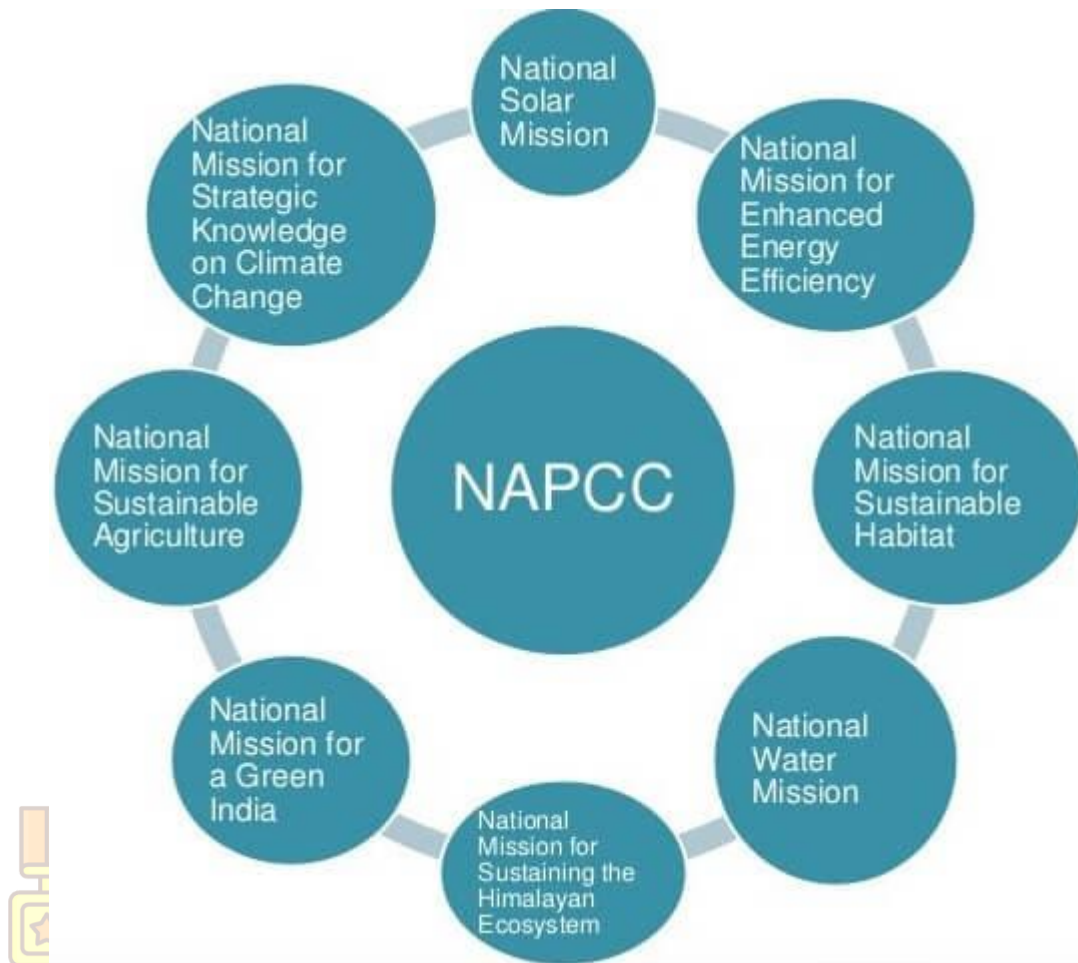 National
Solar
Mission
National
Mission for
Enhanced
Energy
Efficiency
National
Mission for
Sustainable
Habitat
National
Water
Mission
National
Mission for
Sustaining the
Himalayan
Ecosystem
National
Mission for
a Green
India
National
Mission for
Sustainable
Agriculture
National
Mission for
Strategic
Knowledge
on Climate
Change
NAPCC